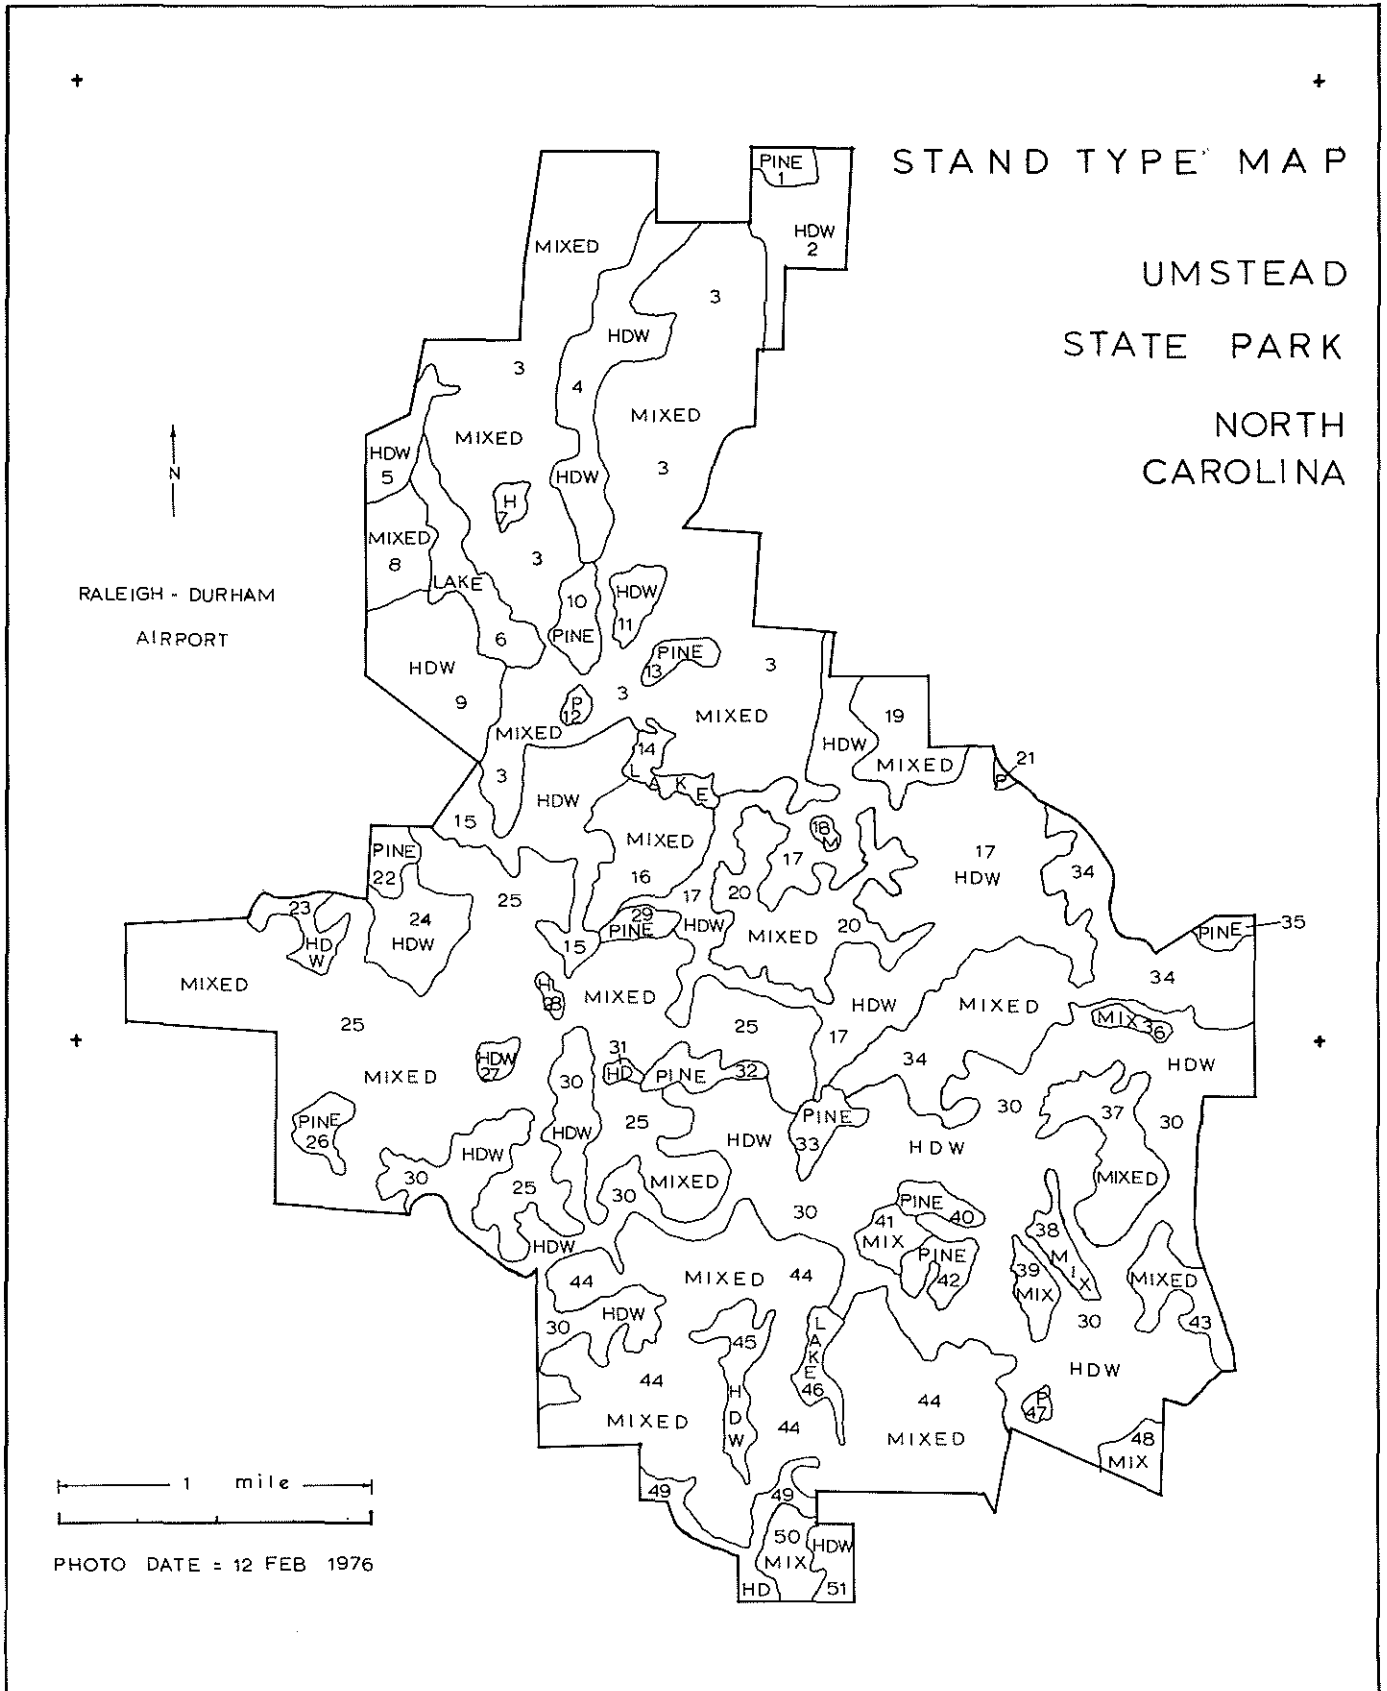 STAND TYPE MAP
UMSTEAD
STATE PARK
NORTH
CAROLINA
N
RALEIGH - DURHAM
AIRPORT
PINE
1
HDW
2
MIXED
3
HDW
3
4
MIXED
MIXED
HDW
5
HDW
3
H
7
MIXED
8
3
LAKE
10
PINE
HDW
11
6
HDW
9
PINE
13
3
3
P
12
MIXED
MIXED
19
HDW
MIXED
14
LAKE
3
HDW
21
P
15
MIXED
16
18
M
17
17
HDW
34
PINE
22
25
20
17
24
HDW
23
HD
W
29
PINE
HDW
MIXED
20
15
PINE
35
MIXED
25
H
28
MIXED
25
HDW
17
MIXED
34
34
MIX 36
HDW
MIXED
HDW
27
31
HD
PINE
32
30
PINE
26
HDW
25
HDW
PINE
33
HDW
30
37
30
MIXED
HDW
30
25
30
MIXED
30
PINE
40
41
MIX
PINE
42
38
MIX
39
MIX
MIXED
43
HDW
44
MIXED
44
HDW
30
45
HDW
LAKE
46
30
HDW
44
MIXED
44
44
MIXED
P
47
48
MIX
49
49
50
MIX
HDW
HD
51
1 mile
PHOTO DATE = 12 FEB 1976